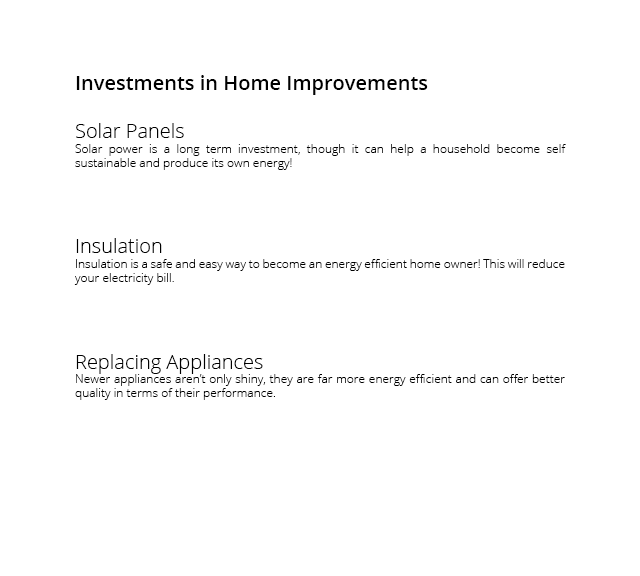 Investments in Home Improvements
Solar Panels
Solar power is a long term investment, though it can help a household become self
sustainable and produce its own energy!
Insulation
Insulation is a safe and easy way to become an energy efficient home owner! This will reduce
your electricity bill.
Replacing Appliances
Newer appliances aren’t only shiny, they are far more energy efficient and can offer better
quality in terms of their performance.